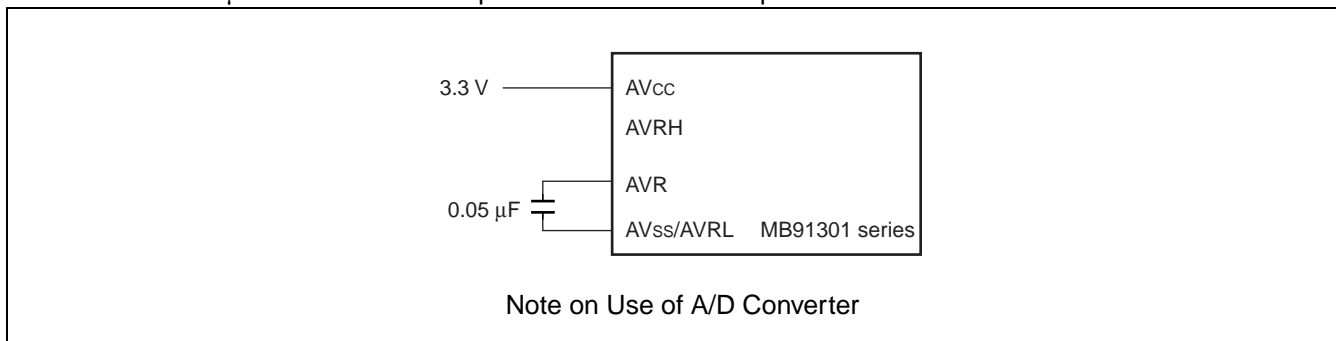 3.3 V
AVCC
AVRH
AVR
0.05 μF
AVSS/AVRL MB91301 series
Note on Use of A/D Converter